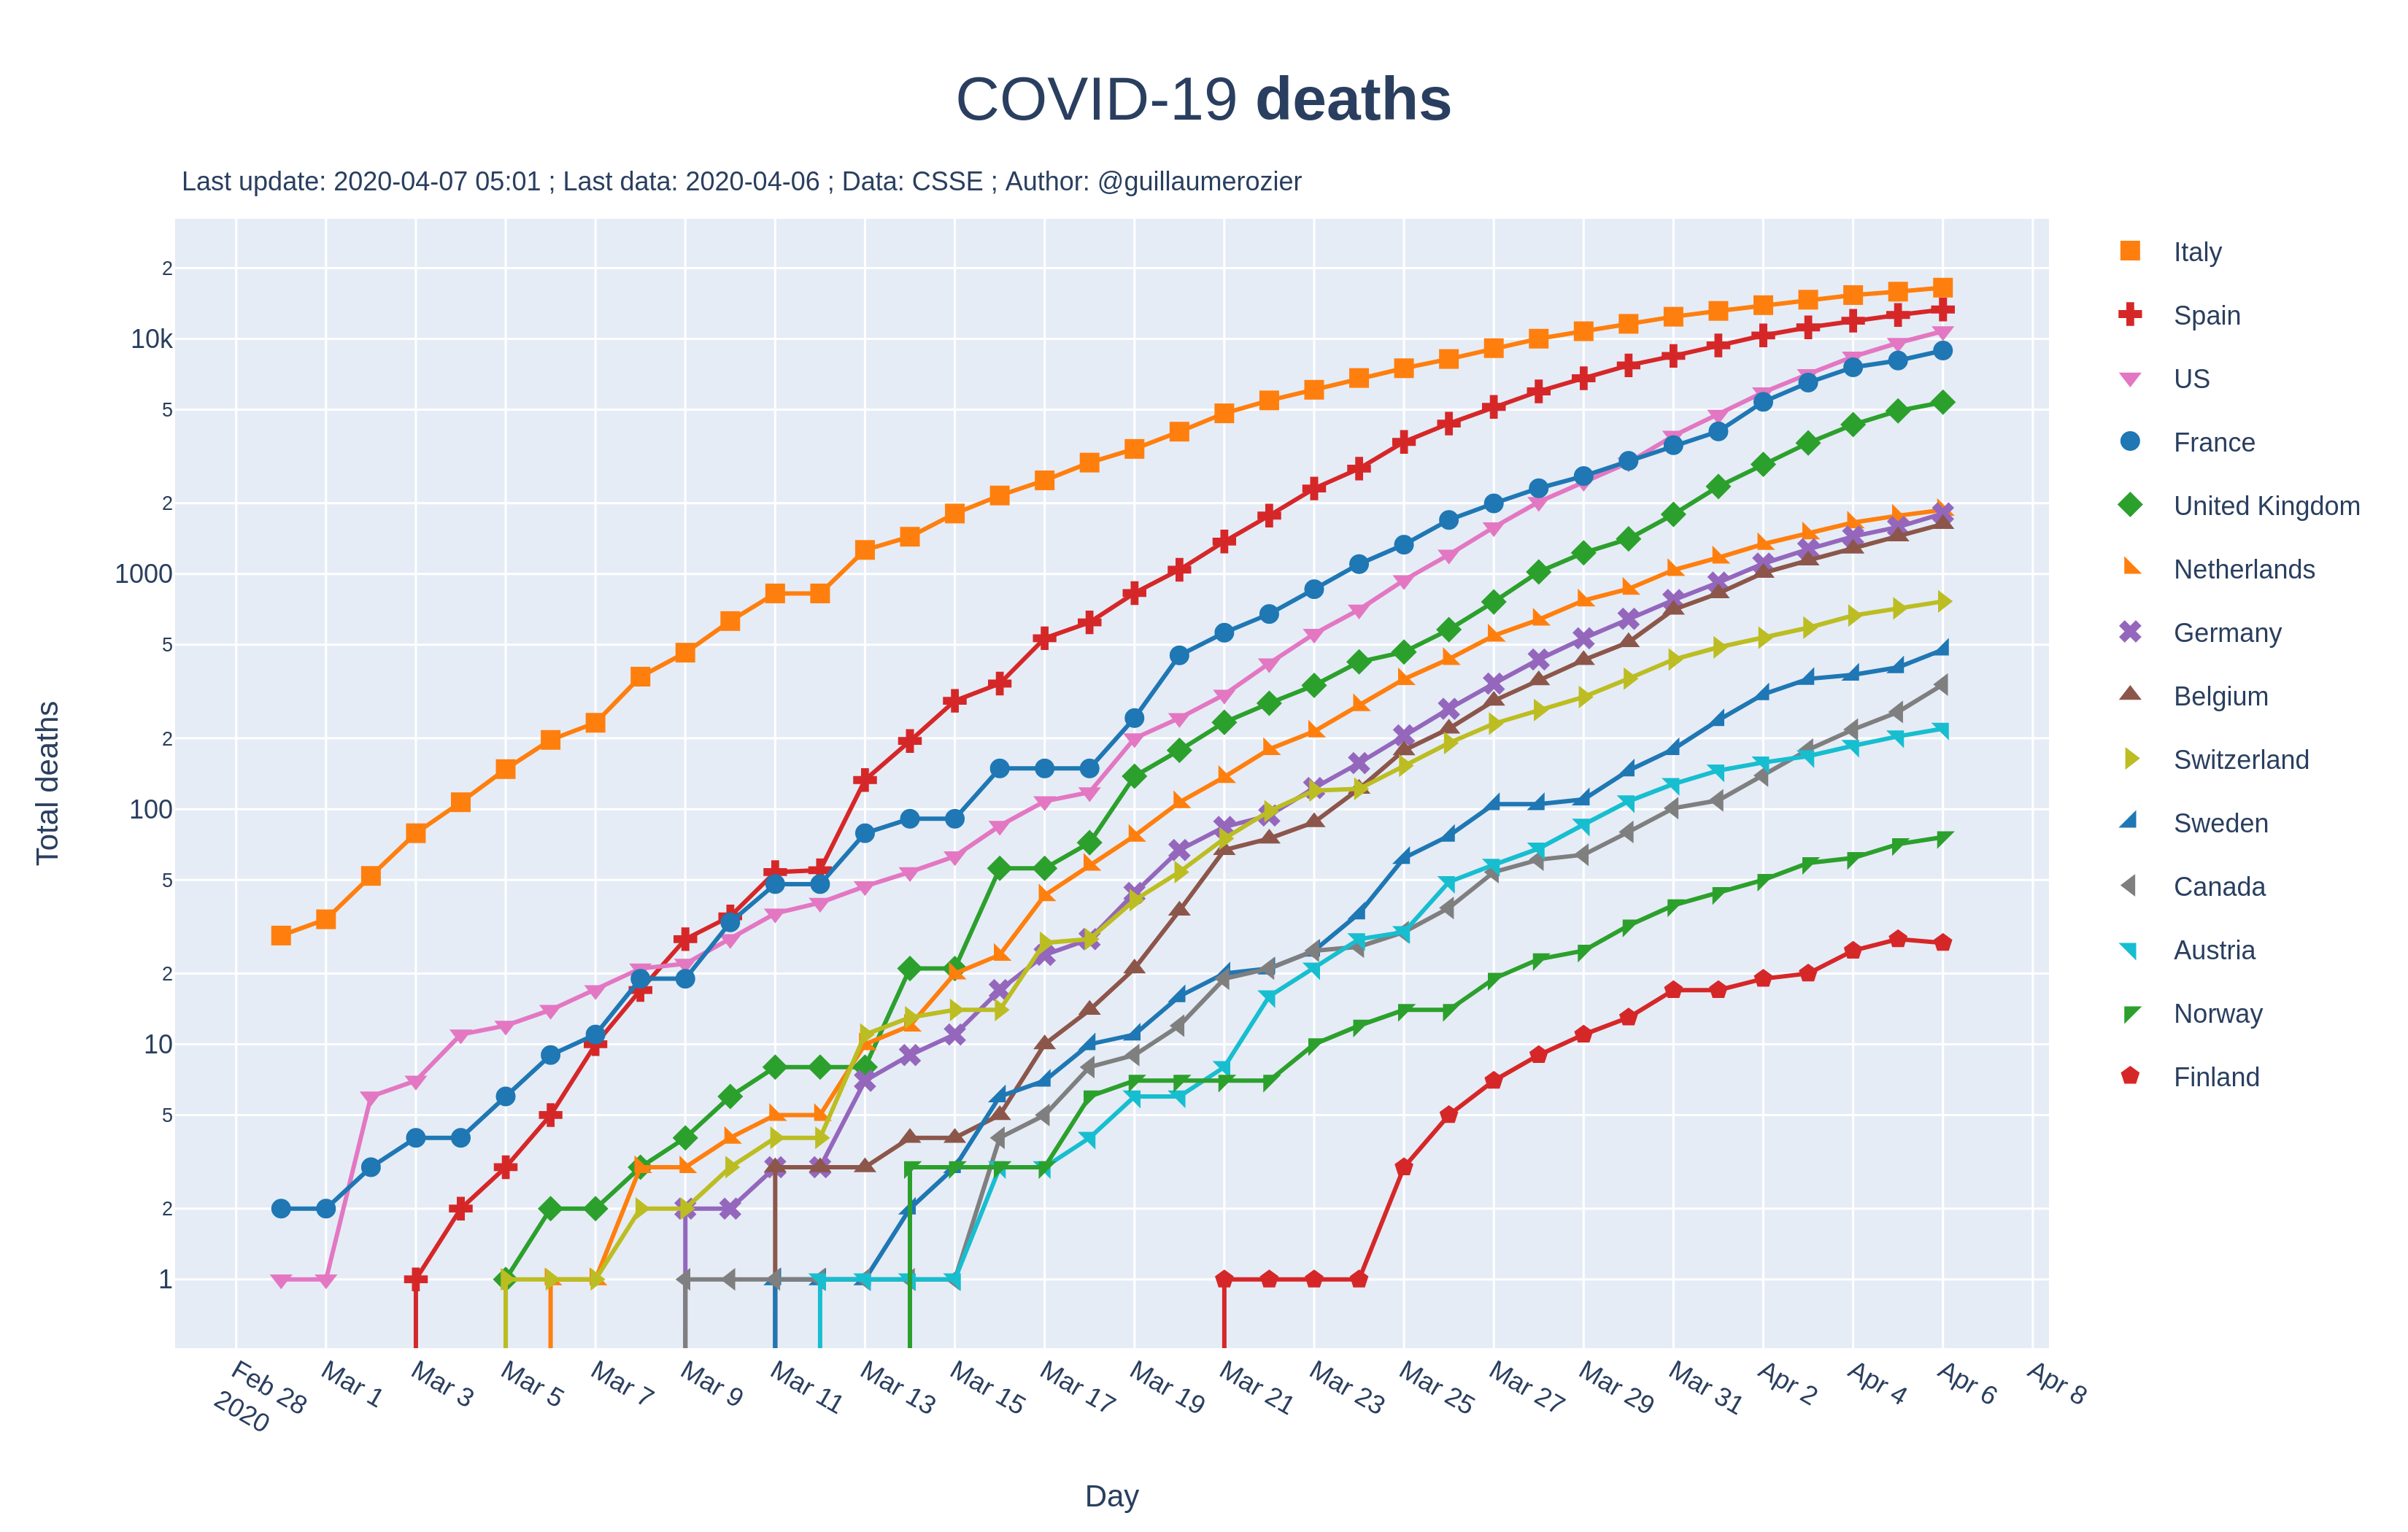 COVID-19 deaths
Last update: 2020-04-07 05:01 ; Last data: 2020-04-06 ; Data: CSSE ; Author: @guillaumerozier
2
10k
5
2
1000
5
2
100
5
2
10
5
2
1
Total deaths
Feb 28
2020
Mar 1
Mar 3
Mar 5
Mar 7
Mar 9
Mar 11
Mar 13
Mar 15
Mar 17
Mar 19
Mar 21
Mar 23
Mar 25
Mar 27
Mar 29
Mar 31
Apr 2
Apr 4
Apr 6
Apr 8
Day
Italy
Spain
US
France
United Kingdom
Netherlands
Germany
Belgium
Switzerland
Sweden
Canada
Austria
Norway
Finland